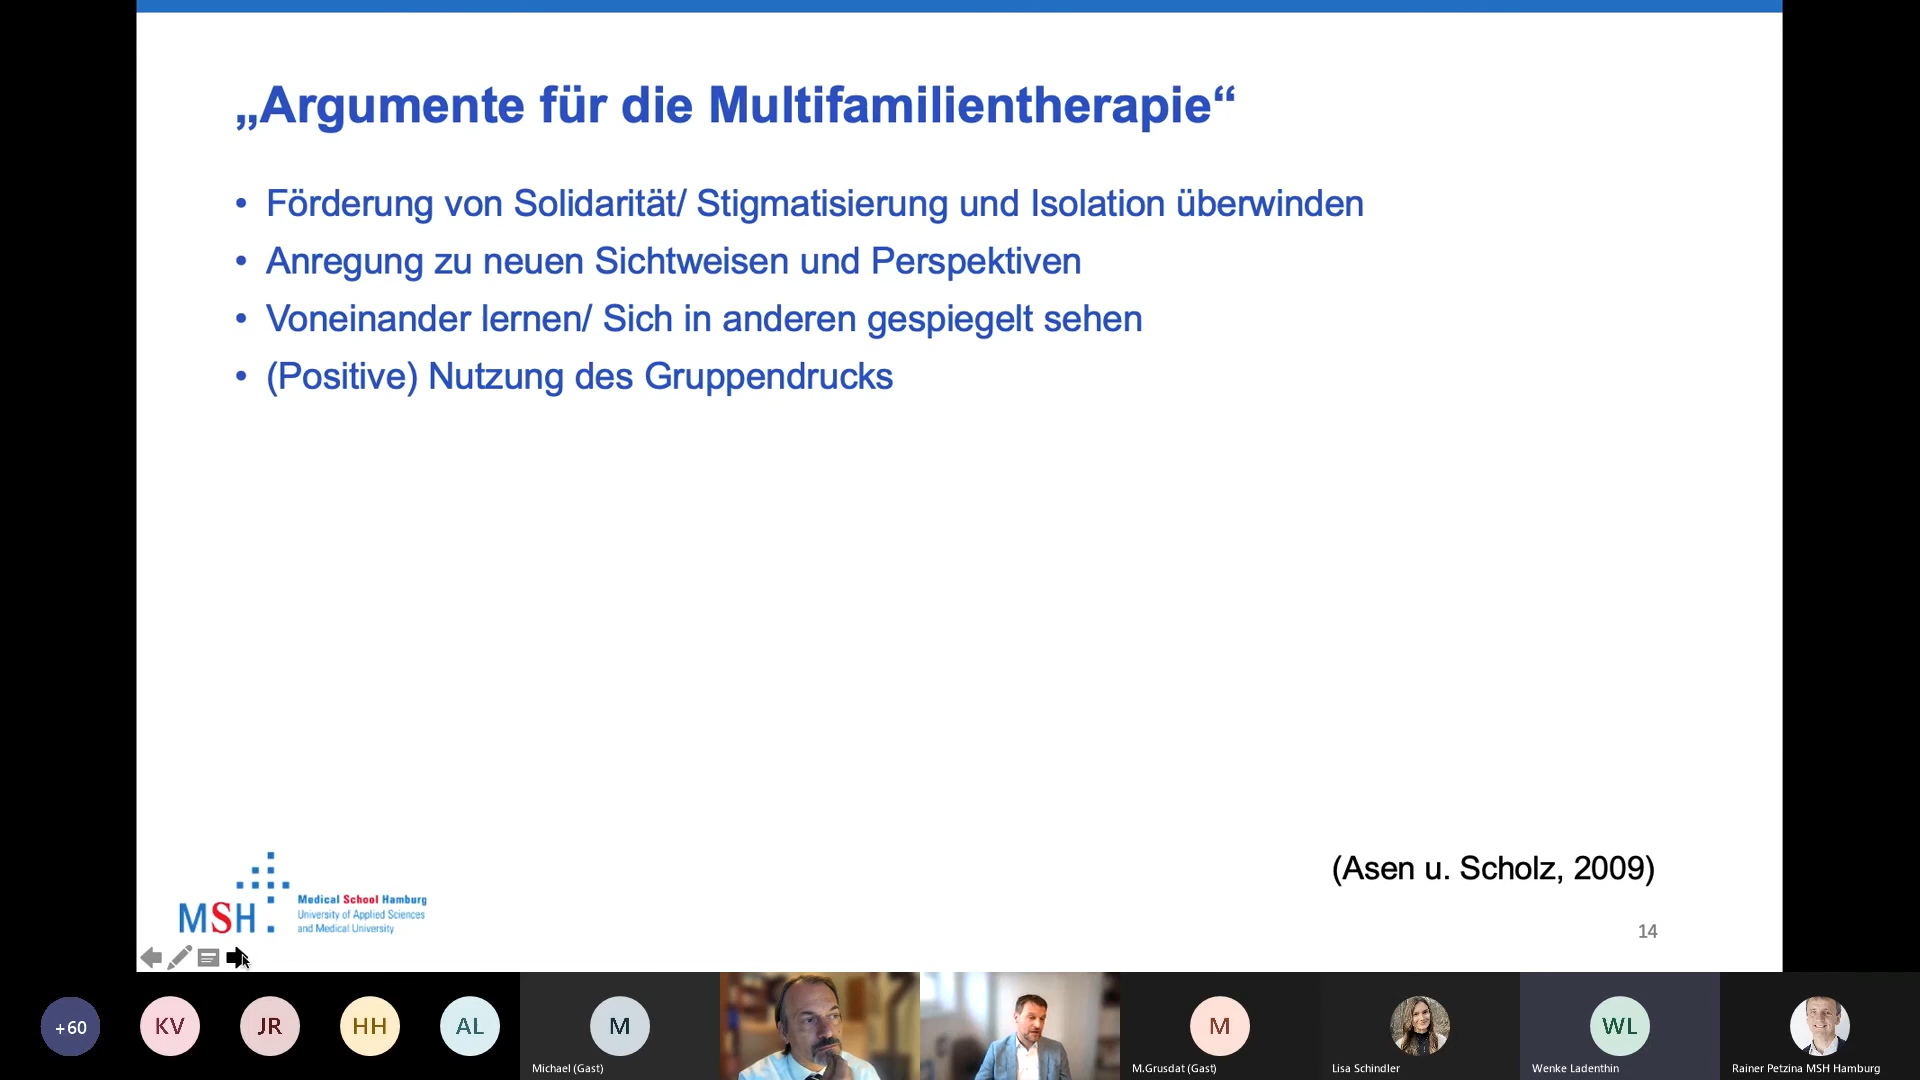 „Argumente für die Multifamilientherapie“
• Förderung von Solidarität/ Stigmatisierung und Isolation überwinden
• Anregung zu neuen Sichtweisen und Perspektiven
• Voneinander lernen/ Sich in anderen gespiegelt sehen
• (Positive) Nutzung des Gruppendrucks
(Asen u. Scholz, 2009)
MSH
Medical School Hamburg
University of Applied Sciences
and Medical University
14
+60
KV
JR
HH
AL
M
Michael (Gast)
M
M.Grusdat (Gast)
Lisa Schindler
WL
Wenke Ladenthin
Rainer Petzina MSH Hamburg